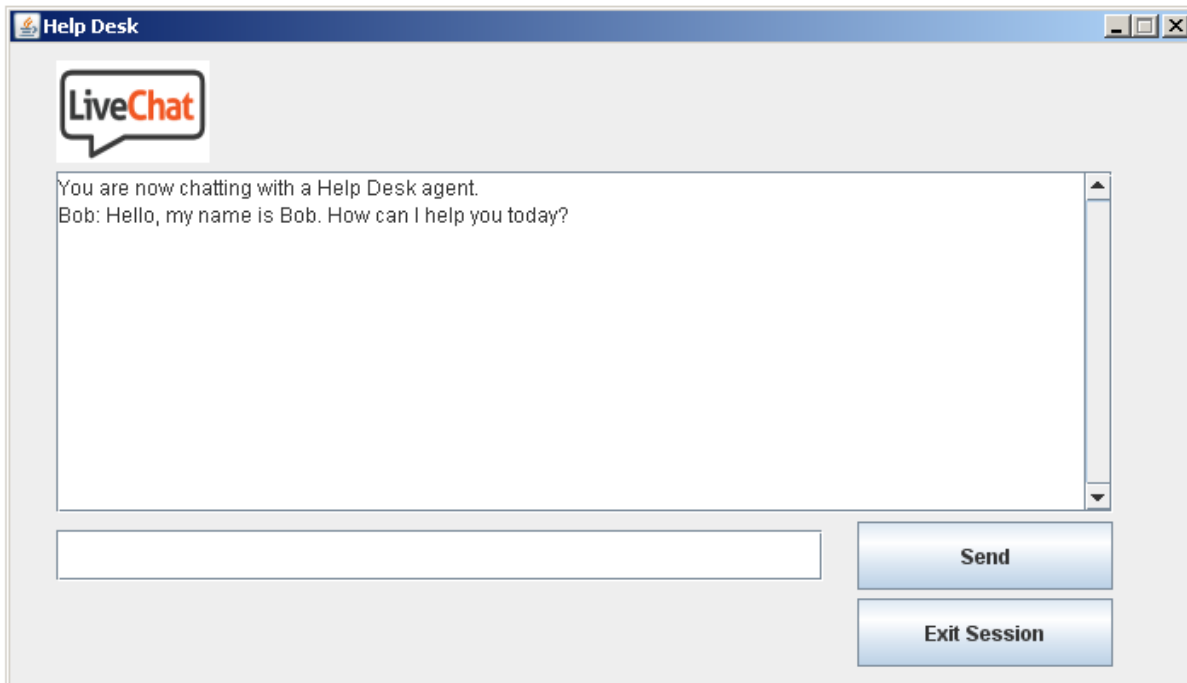 Help Desk
LiveChat
You are now chatting with a Help Desk agent.
Bob: Hello, my name is Bob. How can I help you today?
Send
Exit Session